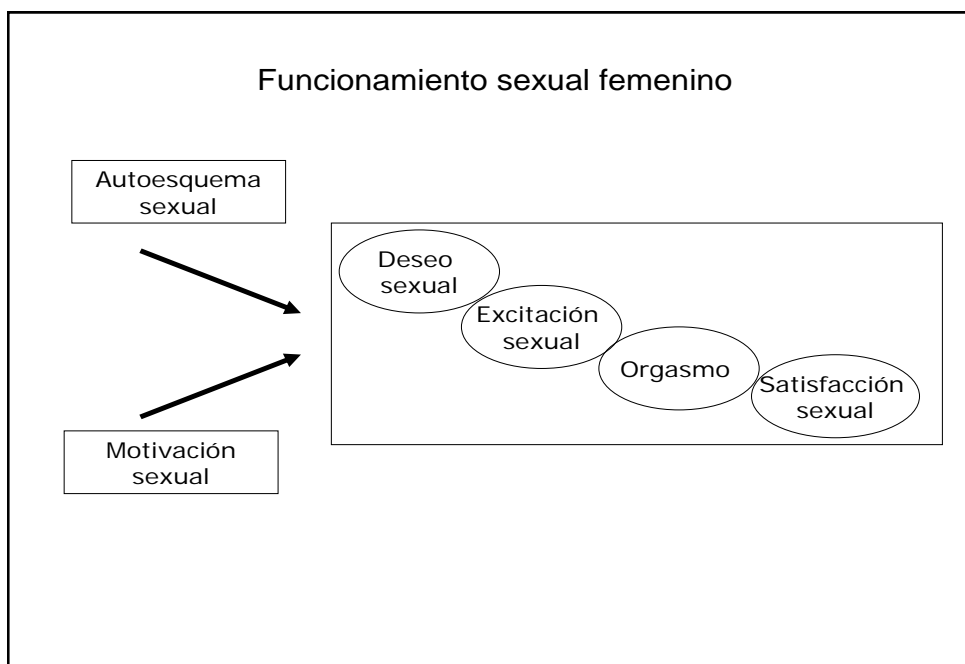 Funcionamiento sexual femenino
Autoesquema
sexual
Deseo
sexual
Excitación
sexual
Orgasmo
Satisfacción
sexual
Motivación
sexual